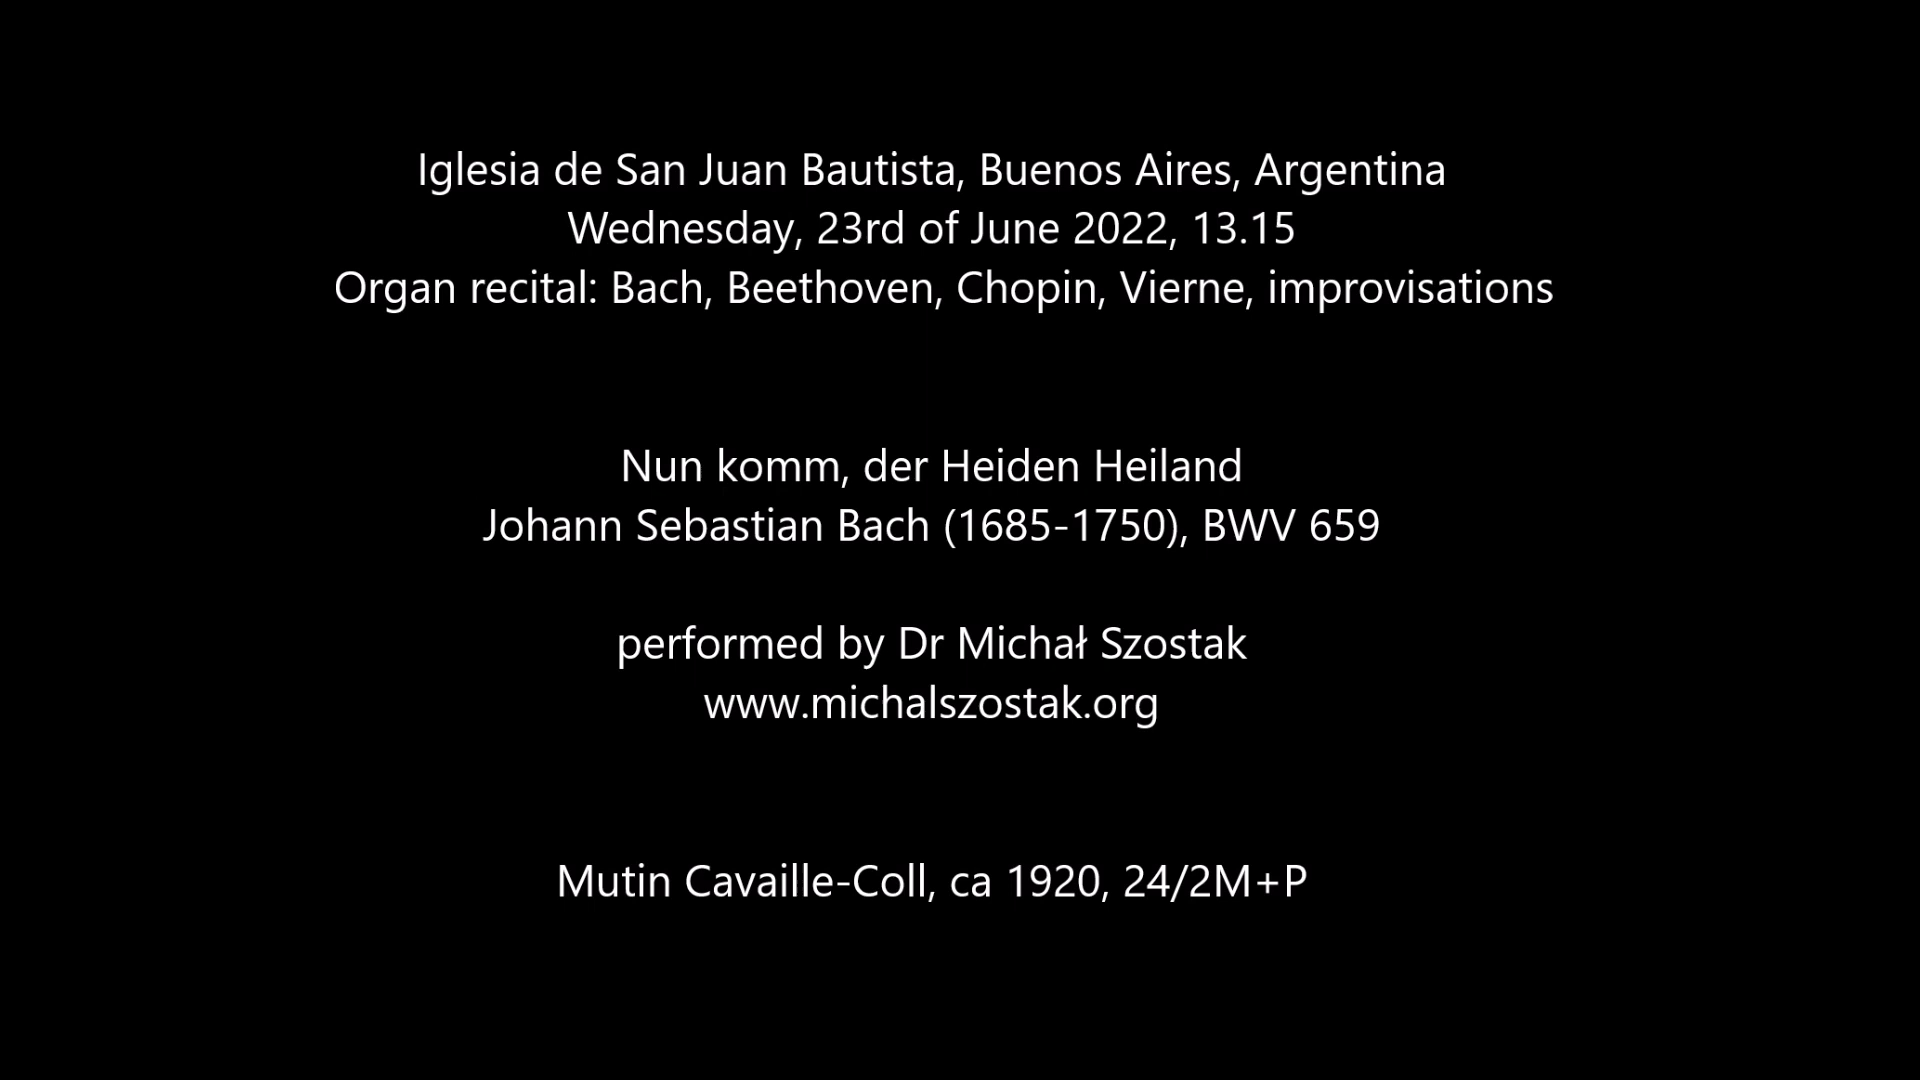 Iglesia de San Juan Bautista, Buenos Aires, Argentina
Wednesday, 23rd of June 2022, 13.15
Organ recital: Bach, Beethoven, Chopin, Vierne, improvisations
Nun komm, der Heiden Heiland
Johann Sebastian Bach (1685-1750), BWV 659
performed by Dr Michał Szostak
www.michalszostak.org
Mutin Cavaille-Coll, ca 1920, 24/2M+P